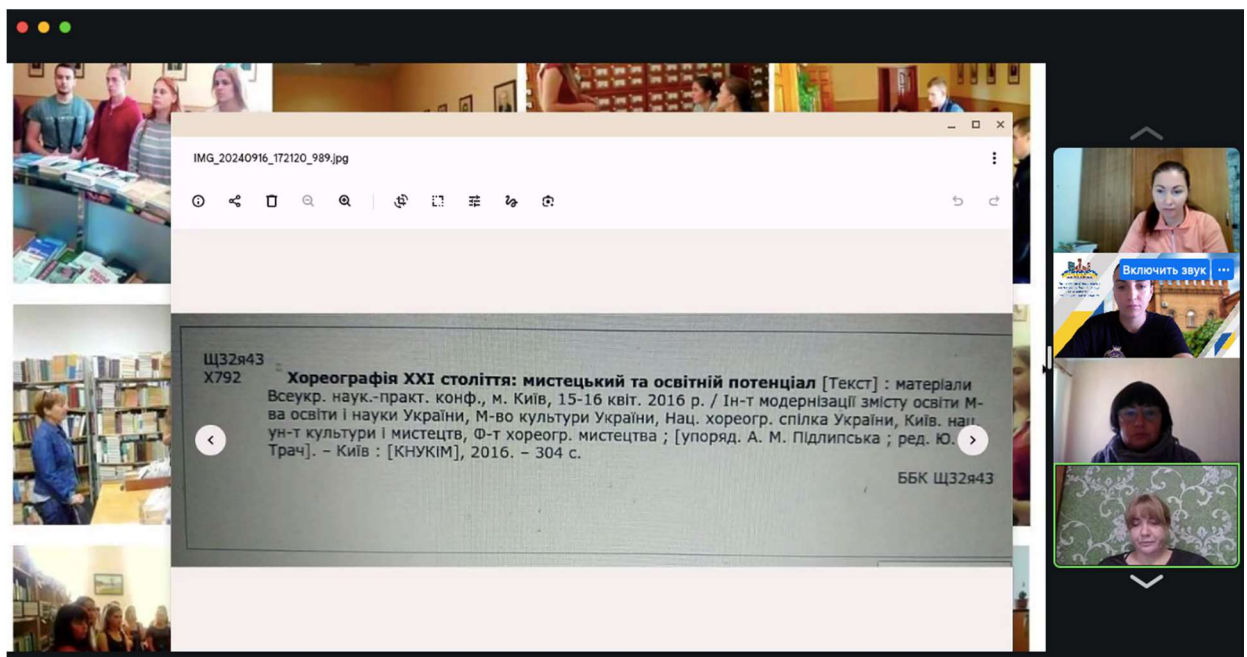 IMG_20240916_172120_989.jpg
Включить звук
Щ32я43
Х792
Хореографія XXI століття: мистецький та освітній потенціал [Текст] : матеріали
Всеукр. наук.-практ. конф., м. Київ, 15-16 квіт. 2016 р. / Ін-т модернізації змісту освіти М-
ва освіти і науки України, М-во культури України, Нац. хореогр. спілка України, Київ. нац.
ун-т культури і мистецтв, Ф-т хореогр. мистецтва ; [упоряд. А. М. Підлипська ; ред. Ю.
Трач]. – Київ : [КНУКІМ], 2016. – 304 с.
ББК Щ32я43